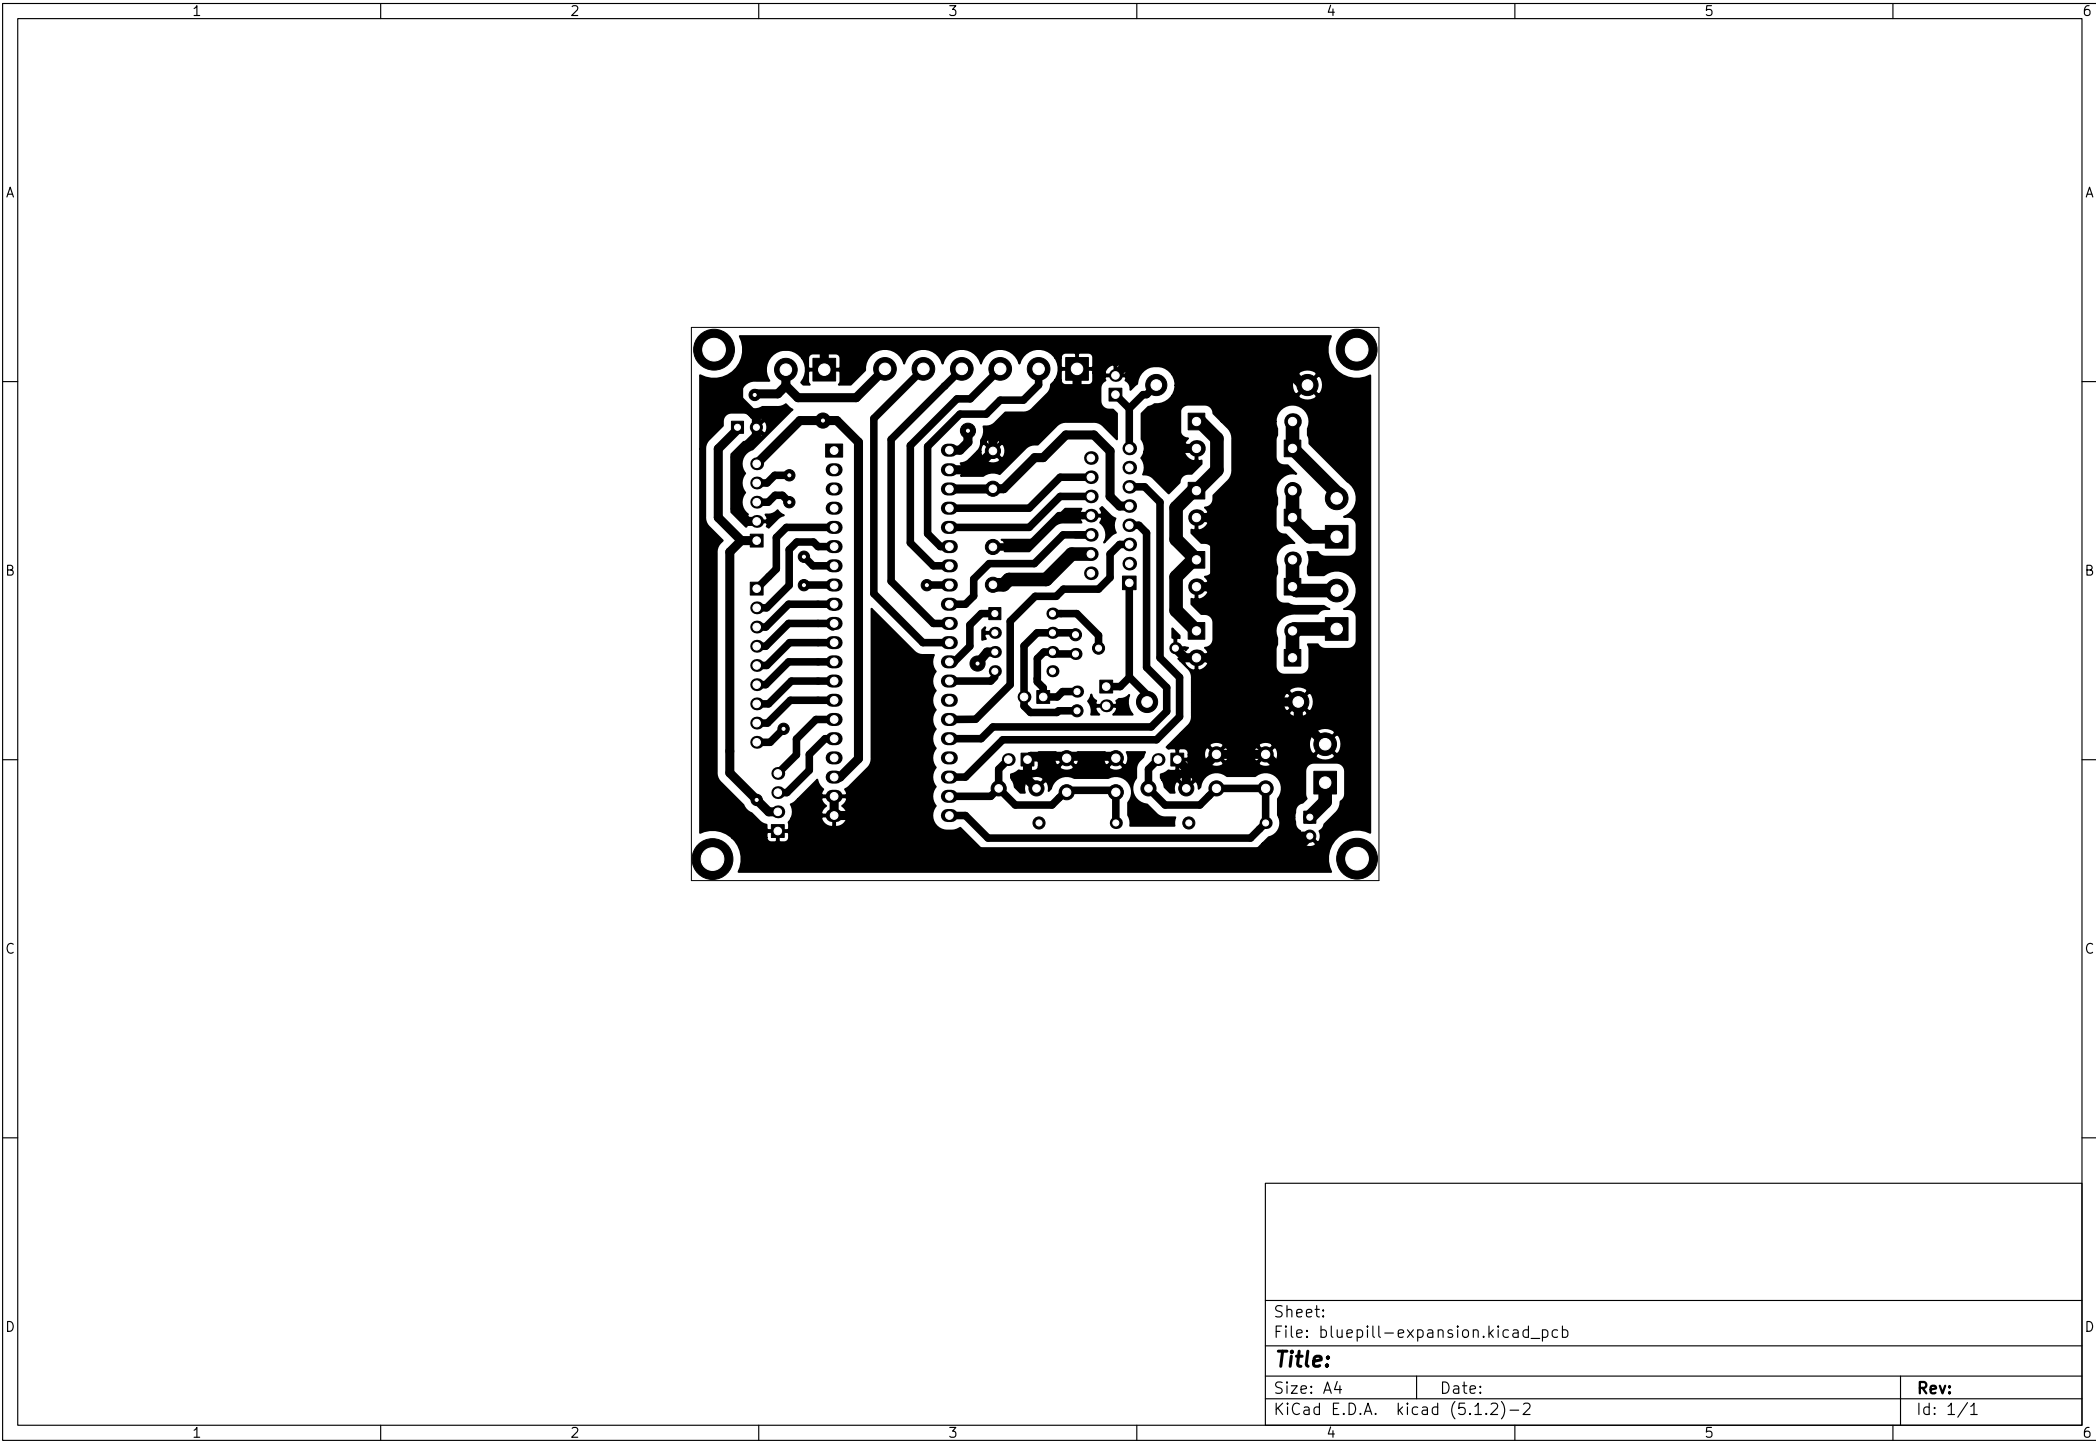 1 2 3 4 5 6
A A
B B
C C
D D
Sheet:
File: bluepill-expansion.kicad_pcb
Title:
Size: A4 Date: Rev:
KiCad E.D.A. kicad (5.1.2)-2 Id: 1/1
1 2 3 4 5 6